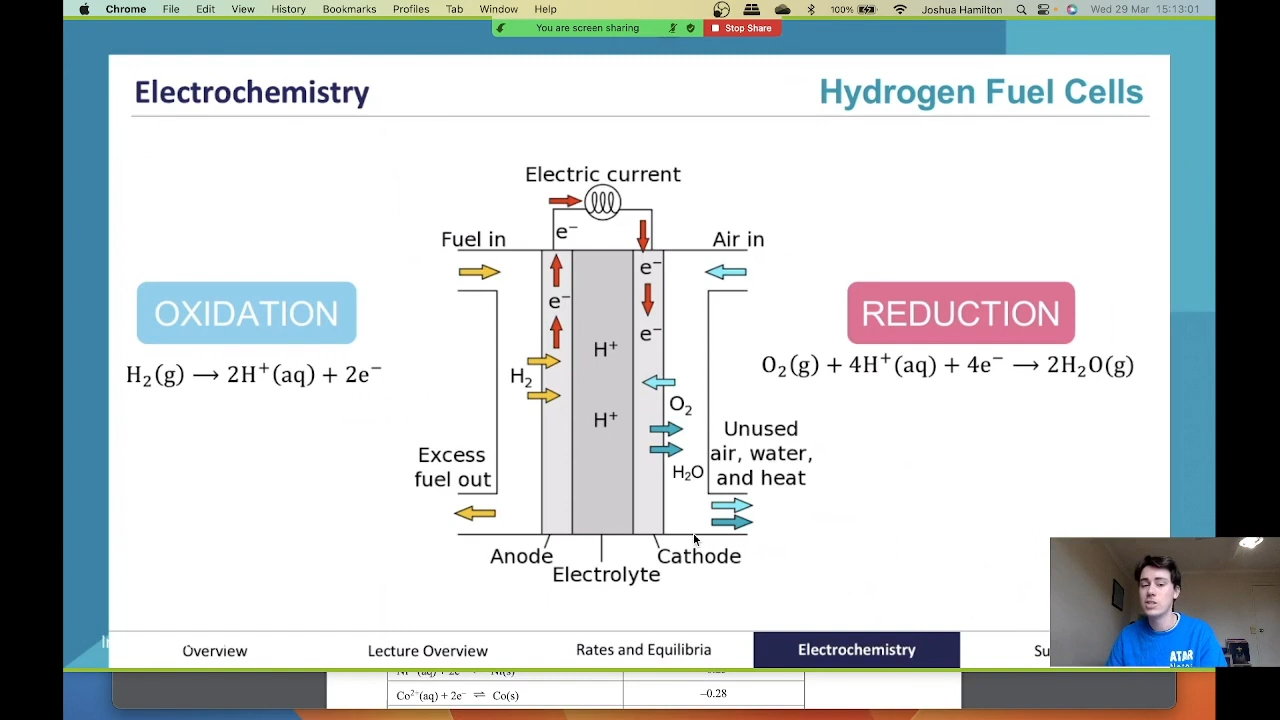 Chrome File Edit View History Bookmarks Profiles Tab Window Help 100% Joshua Hamilton Wed 29 Mar 15:13:01
You are screen sharing Stop Share
Electrochemistry
Hydrogen Fuel Cells
Electric current
e⁻
Fuel in
Air in
e⁻
e⁻
e⁻
OXIDATION
H₂(g) ⟶ 2H⁺(aq) + 2e⁻
REDUCTION
O₂(g) + 4H⁺(aq) + 4e⁻ ⟶ 2H₂O(g)
H⁺
H₂
O₂
H⁺
Excess
fuel out
Unused
air, water,
and heat
H₂O
Anode
Cathode
Electrolyte
Overview Lecture Overview Rates and Equilibria Electrochemistry Su
ATAR
Co²⁺(aq) + 2e⁻ ⇌ Co(s) −0.28